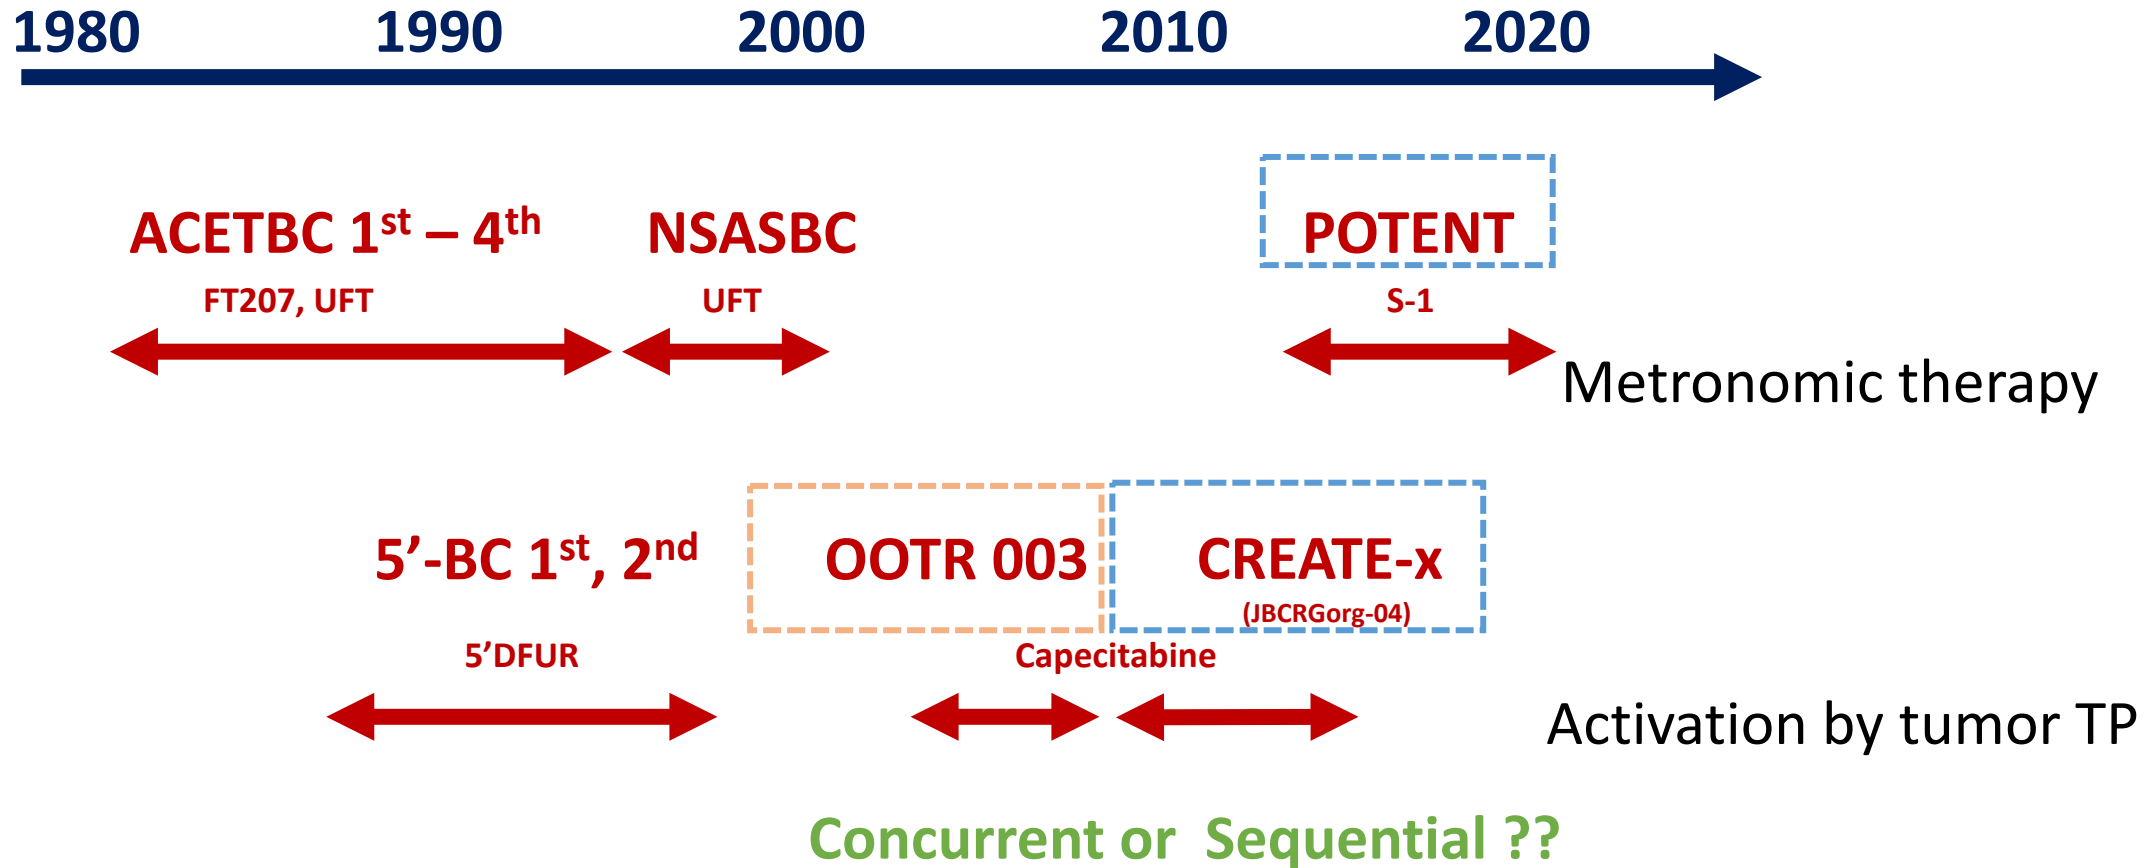 1980 1990 2000 2010 2020
ACETBC 1st – 4th NSASBC POTENT
FT207, UFT UFT S-1
Metronomic therapy
5’-BC 1st, 2nd OOTR 003 CREATE-x
(JBCRGorg-04)
5’DFUR Capecitabine
Activation by tumor TP
Concurrent or Sequential ??